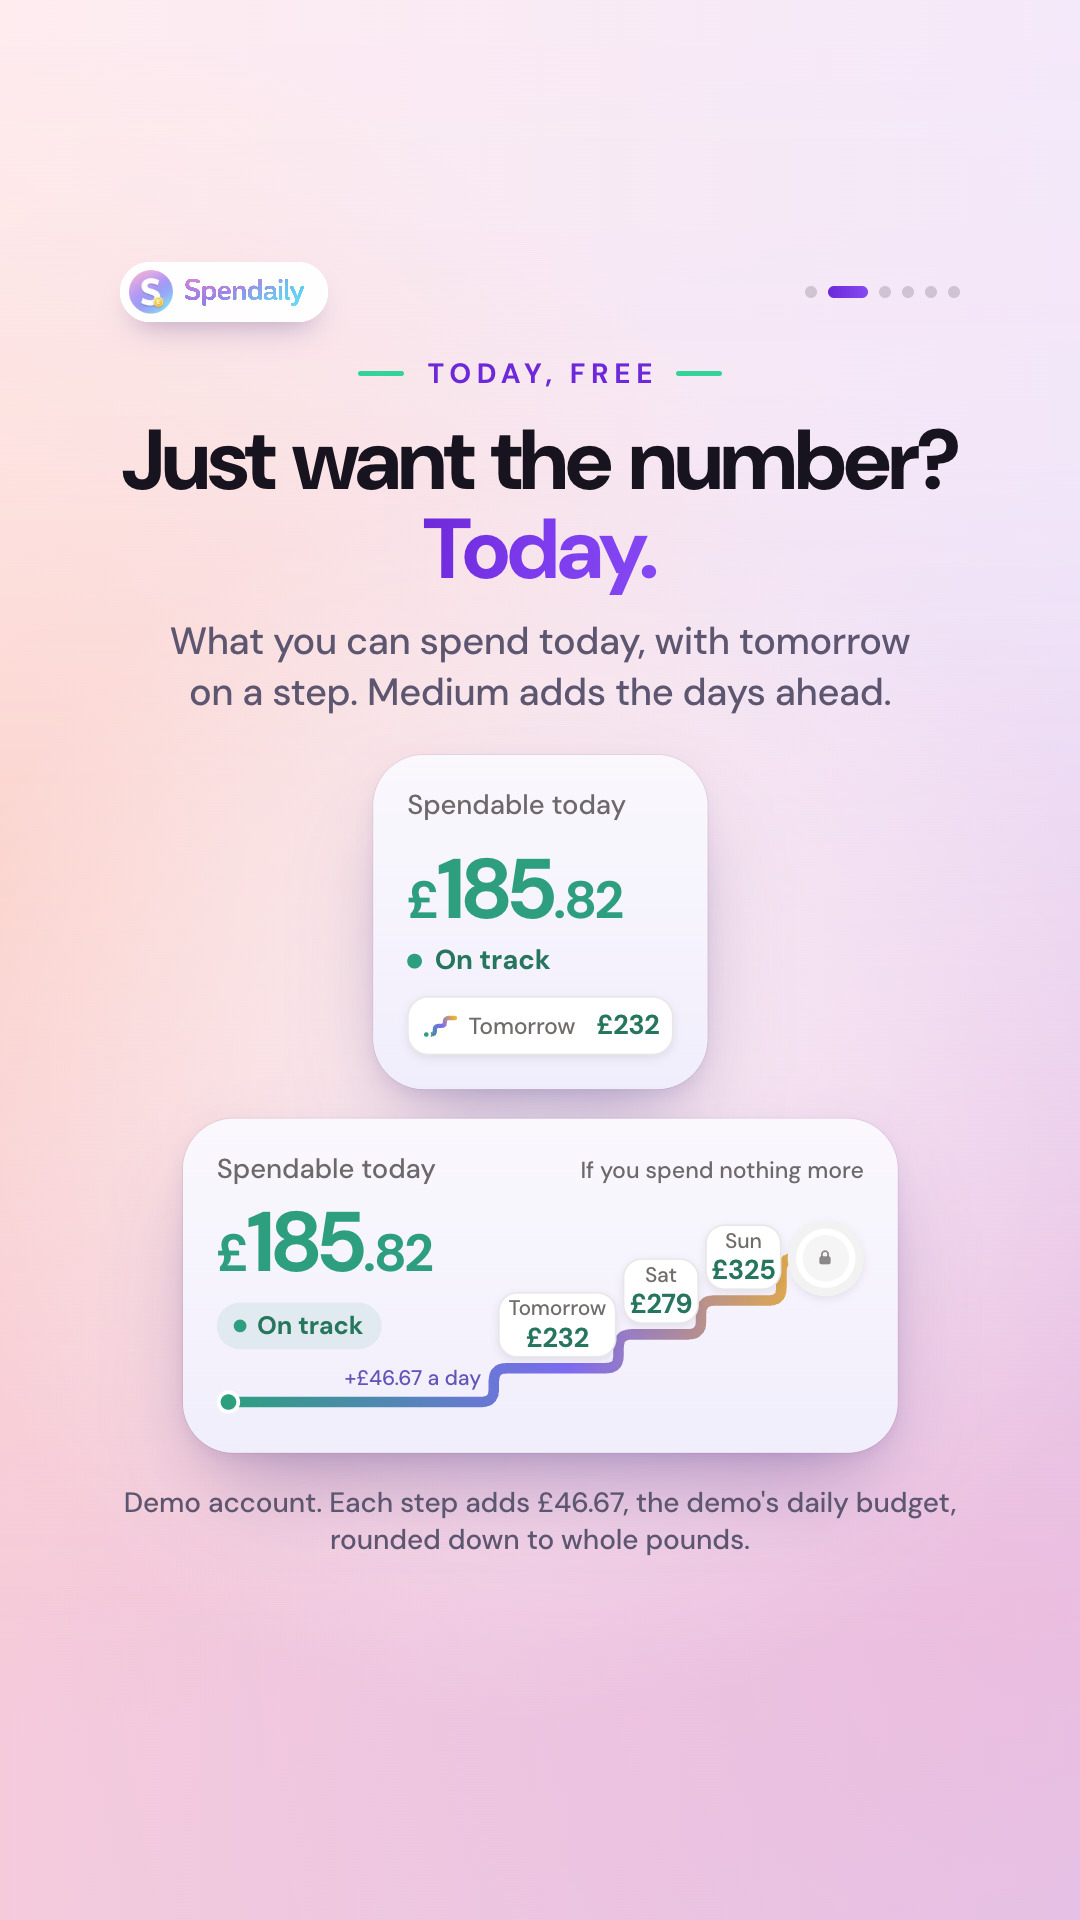 Spendaily
TODAY, FREE
Just want the number?
Today.
What you can spend today, with tomorrow
on a step. Medium adds the days ahead.
Spendable today
£185.82
On track
Tomorrow £232
Spendable today
If you spend nothing more
£185.82
On track
+£46.67 a day
Tomorrow
£232
Sat
£279
Sun
£325
Demo account. Each step adds £46.67, the demo's daily budget,
rounded down to whole pounds.